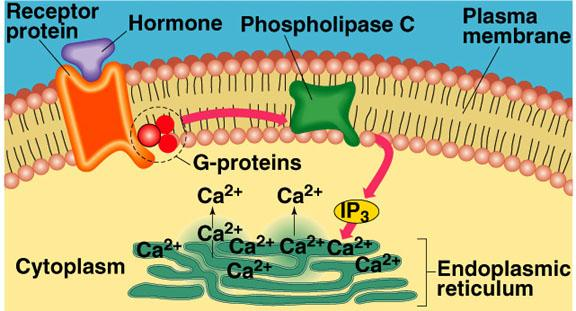 Receptor
protein
Hormone
Phospholipase C
Plasma
membrane
G-proteins
Ca2+
Ca2+
IP3
Ca2+
Ca2+
Ca2+
Ca2+
Ca2+
Ca2+
Ca2+
Cytoplasm
Endoplasmic
reticulum